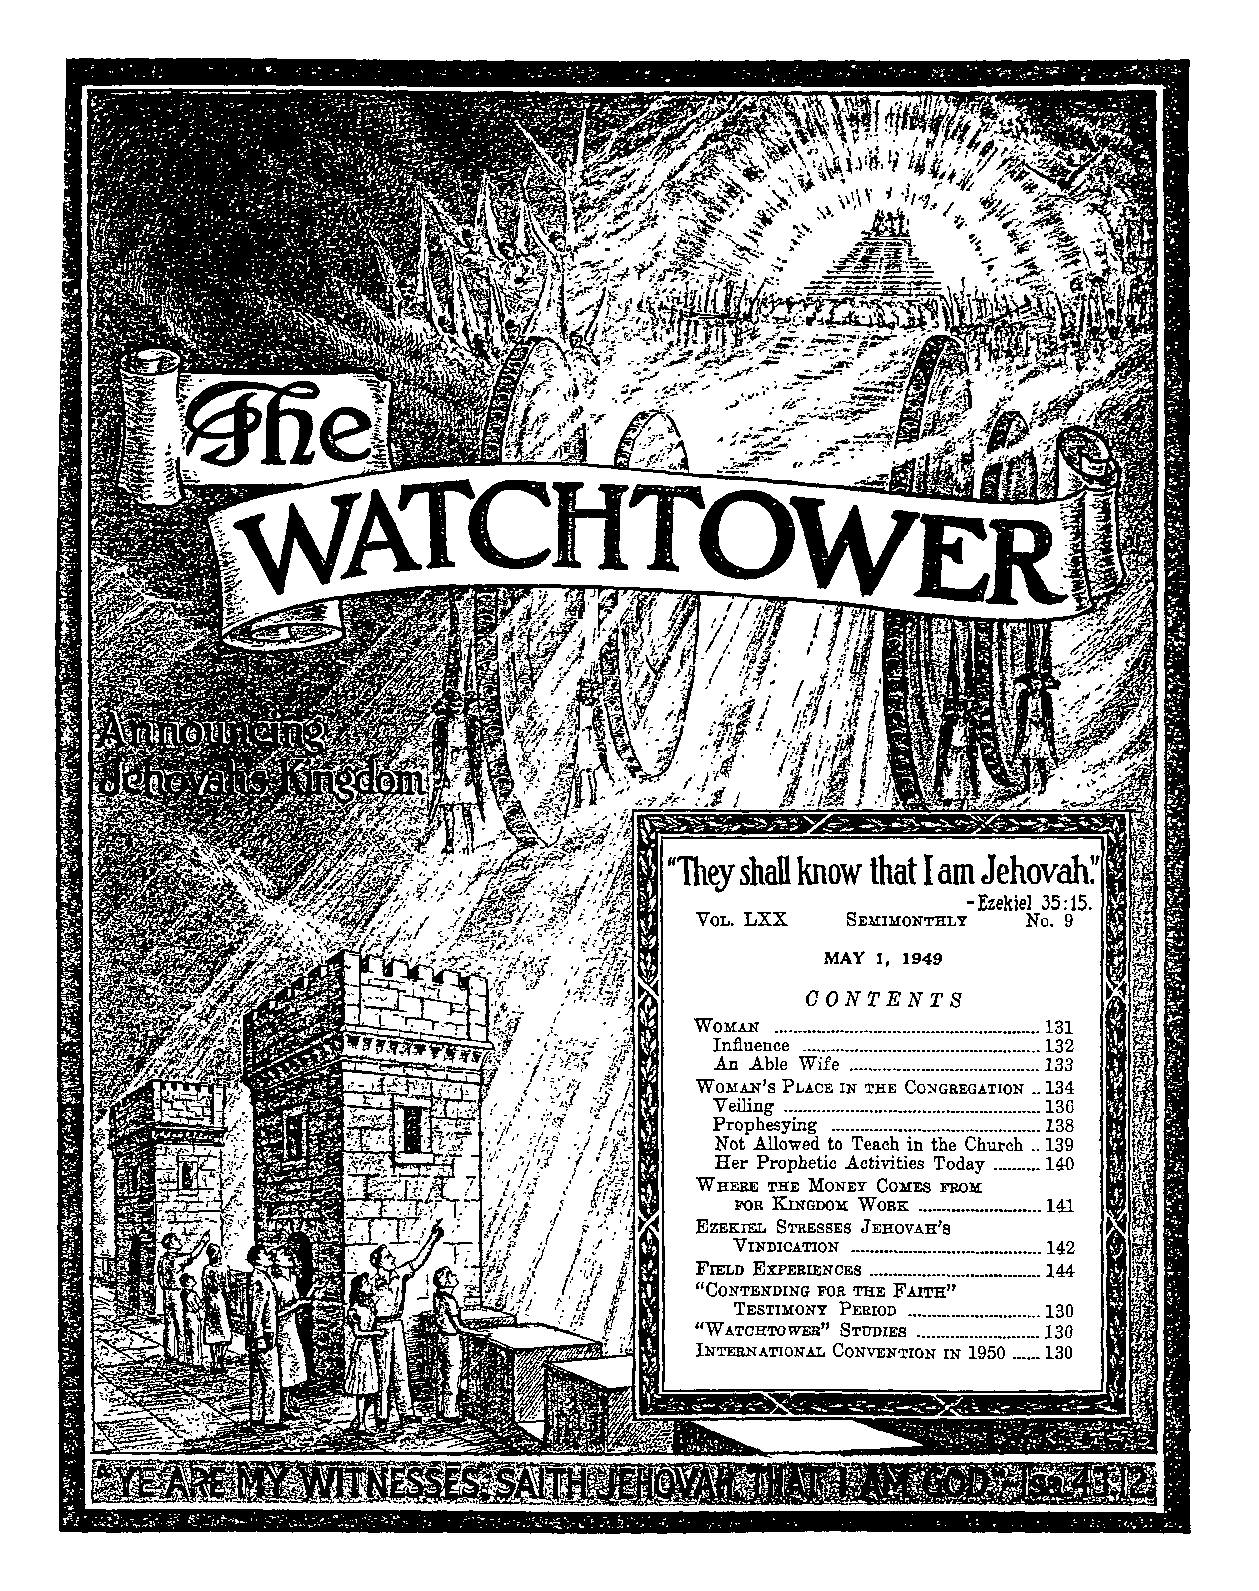 The
WATCHTOWER
Announcing
Jehovah's Kingdom
"They shall know that I am Jehovah."
-Ezekiel 35:15.
VOL. LXX SEMIMONTHLY No. 9
MAY 1, 1949
CONTENTS
WOMAN ........ 131
Influence ........ 132
An Able Wife ........ 133
WOMAN'S PLACE IN THE CONGREGATION .. 134
Veiling ........ 136
Prophesying ........ 138
Not Allowed to Teach in the Church .. 139
Her Prophetic Activities Today ........ 140
WHERE THE MONEY COMES FROM
FOR KINGDOM WORK ........ 141
EZEKIEL STRESSES JEHOVAH'S
VINDICATION ........ 142
FIELD EXPERIENCES ........ 144
"CONTENDING FOR THE FAITH"
TESTIMONY PERIOD ........ 130
"WATCHTOWER" STUDIES ........ 130
INTERNATIONAL CONVENTION IN 1950 ...... 130
"YE ARE MY WITNESSES, SAITH JEHOVAH, THAT I AM GOD."-Isa. 43:12.